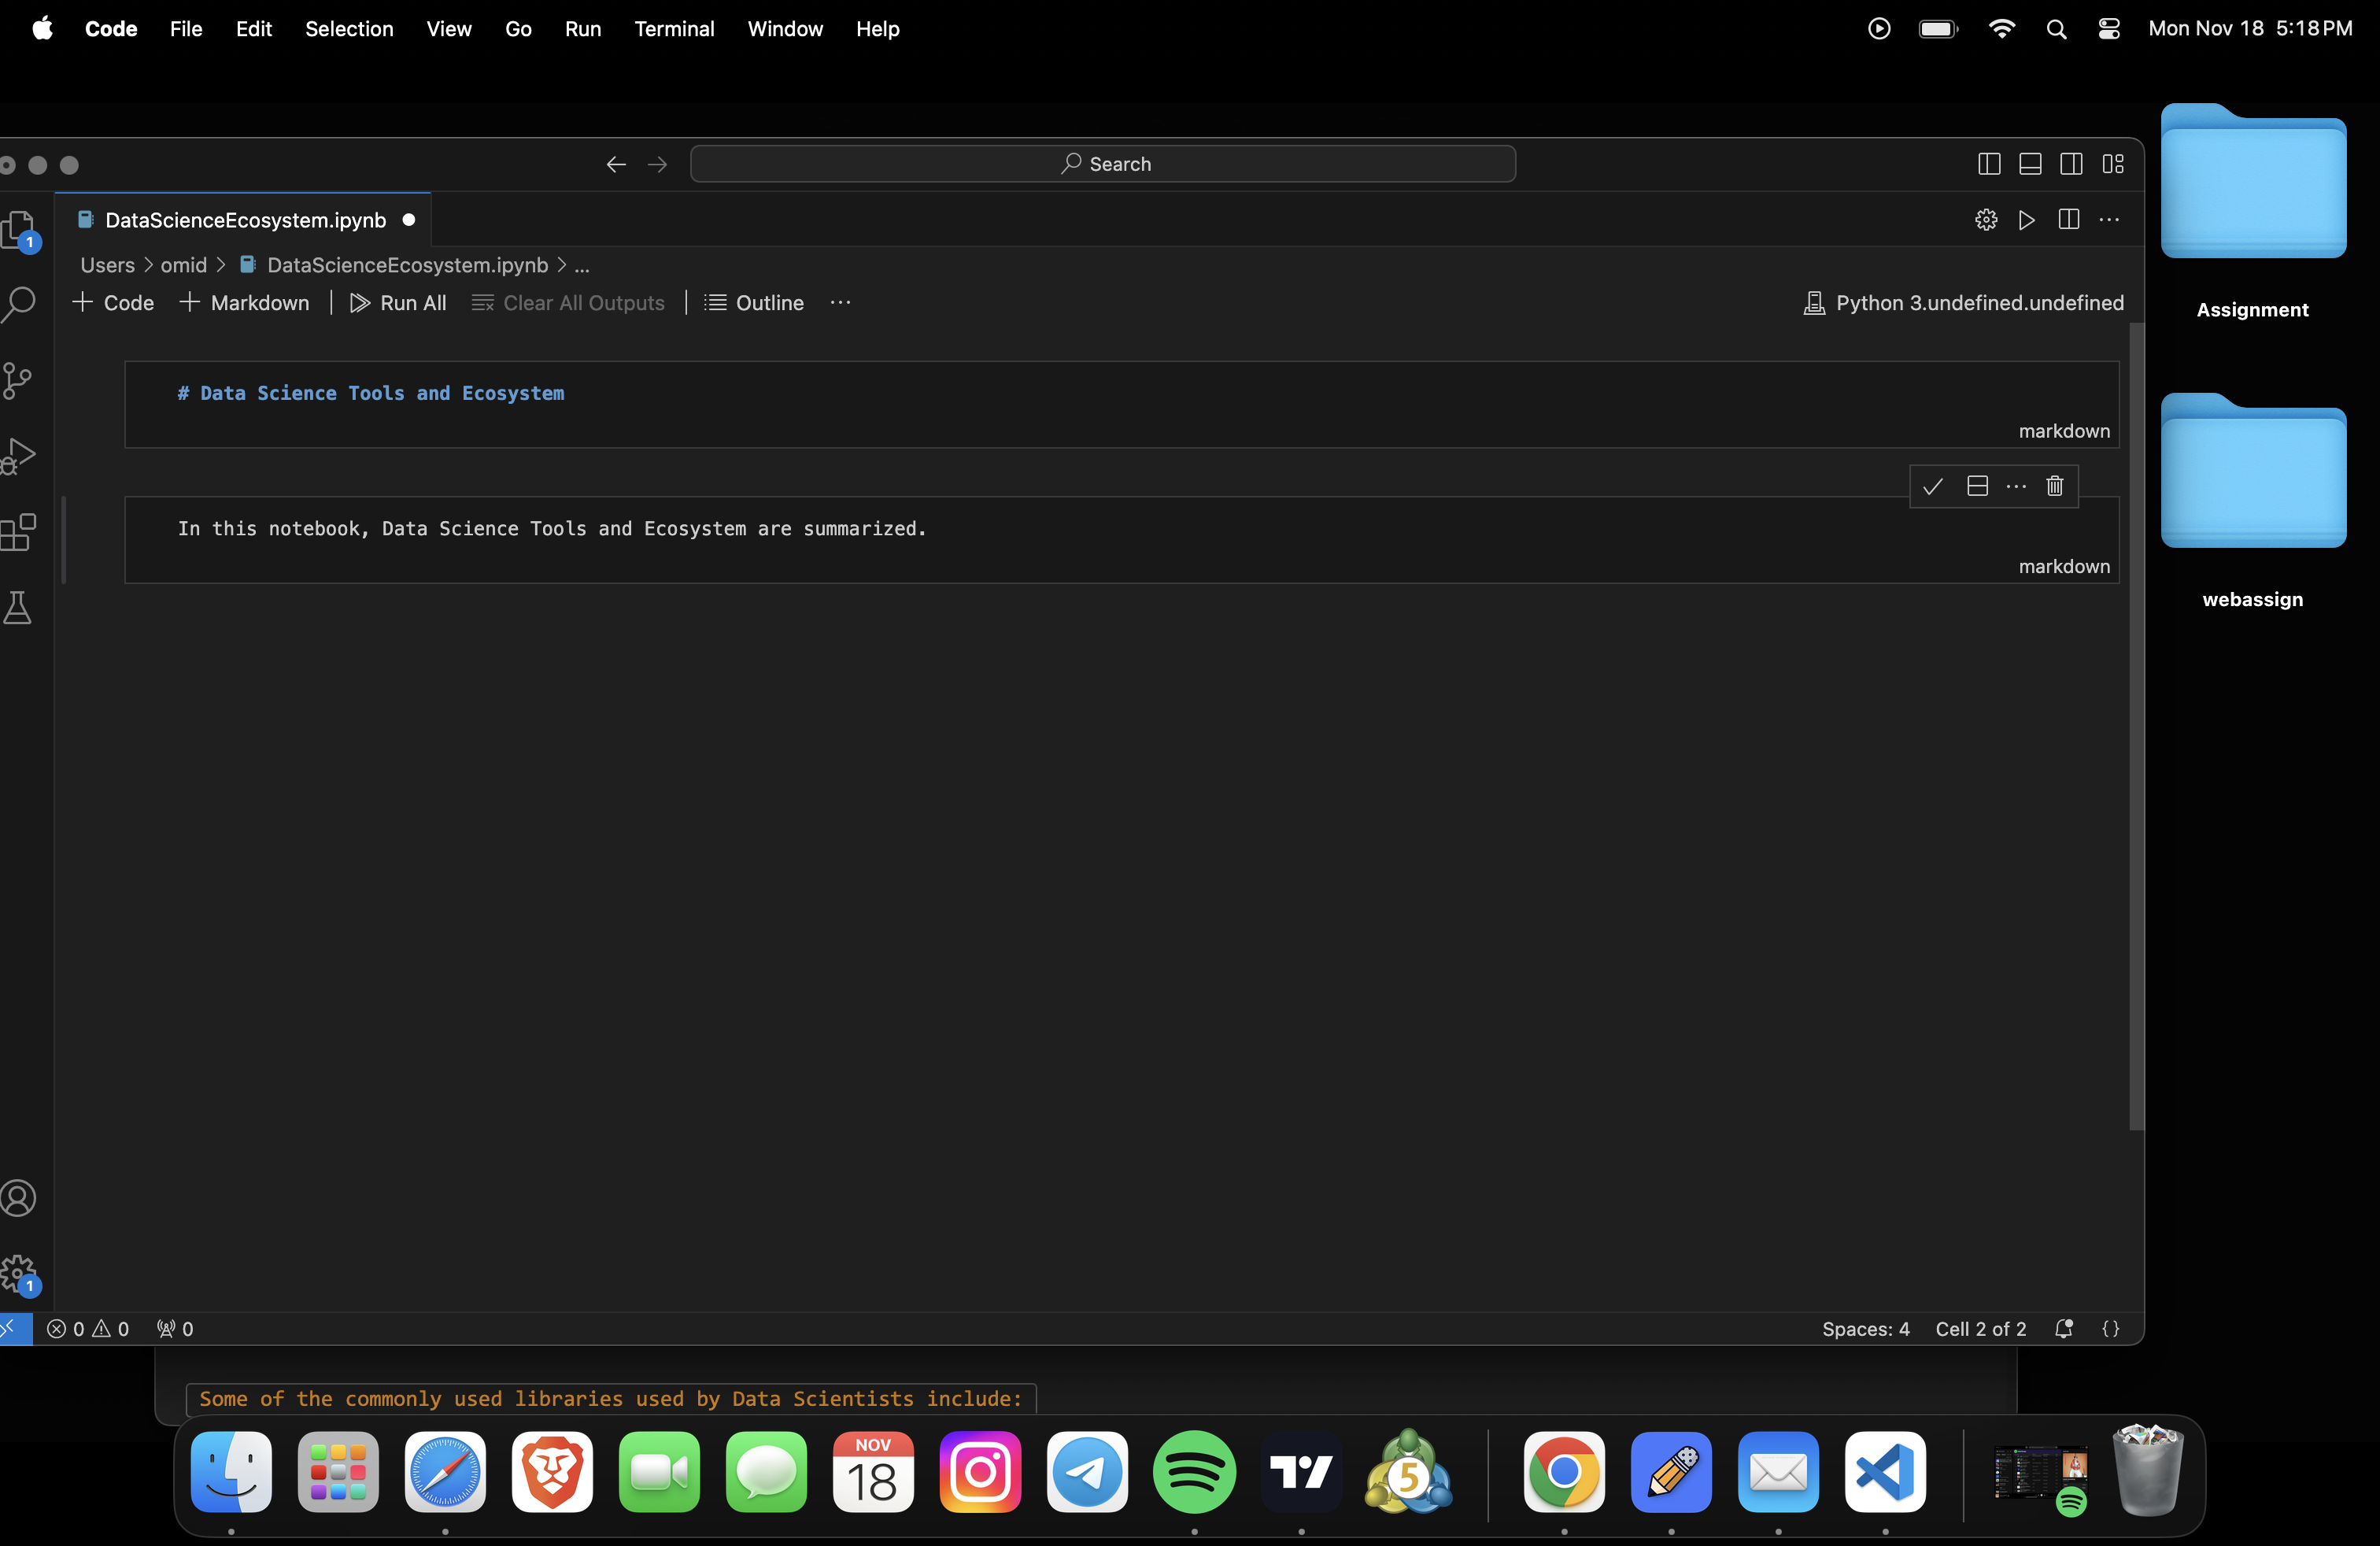 Code File Edit Selection View Go Run Terminal Window Help Mon Nov 18 5:18 PM
Search
DataScienceEcosystem.ipynb
1
Users > omid > DataScienceEcosystem.ipynb > ...
Code Markdown Run All Clear All Outputs Outline ... Python 3.undefined.undefined
# Data Science Tools and Ecosystem
markdown
In this notebook, Data Science Tools and Ecosystem are summarized.
markdown
Assignment
webassign
1
0 0 0 Spaces: 4 Cell 2 of 2 {}
Some of the commonly used libraries used by Data Scientists include:
NOV
18
5